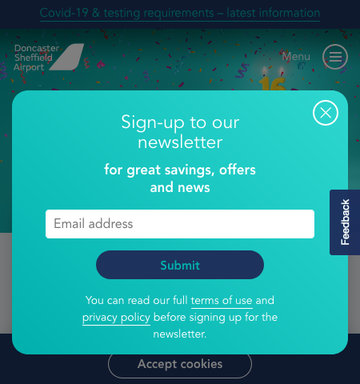 Covid-19 & testing requirements – latest information
Doncaster
Sheffield
Airport
Menu
16
Sign-up to our
newsletter
for great savings, offers
and news
Email address
Submit
You can read our full terms of use and
privacy policy before signing up for the
newsletter.
Feedback
Accept cookies